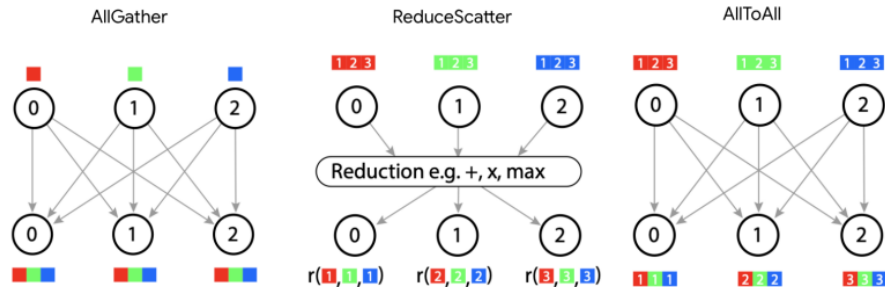 AllGather
0 1 2
0 1 2
ReduceScatter
1 2 3 1 2 3 1 2 3
0 1 2
Reduction e.g. +, x, max
0 1 2
r(1,1,1) r(2,2,2) r(3,3,3)
AllToAll
1 2 3 1 2 3 1 2 3
0 1 2
0 1 2
1 1 1 2 2 2 3 3 3